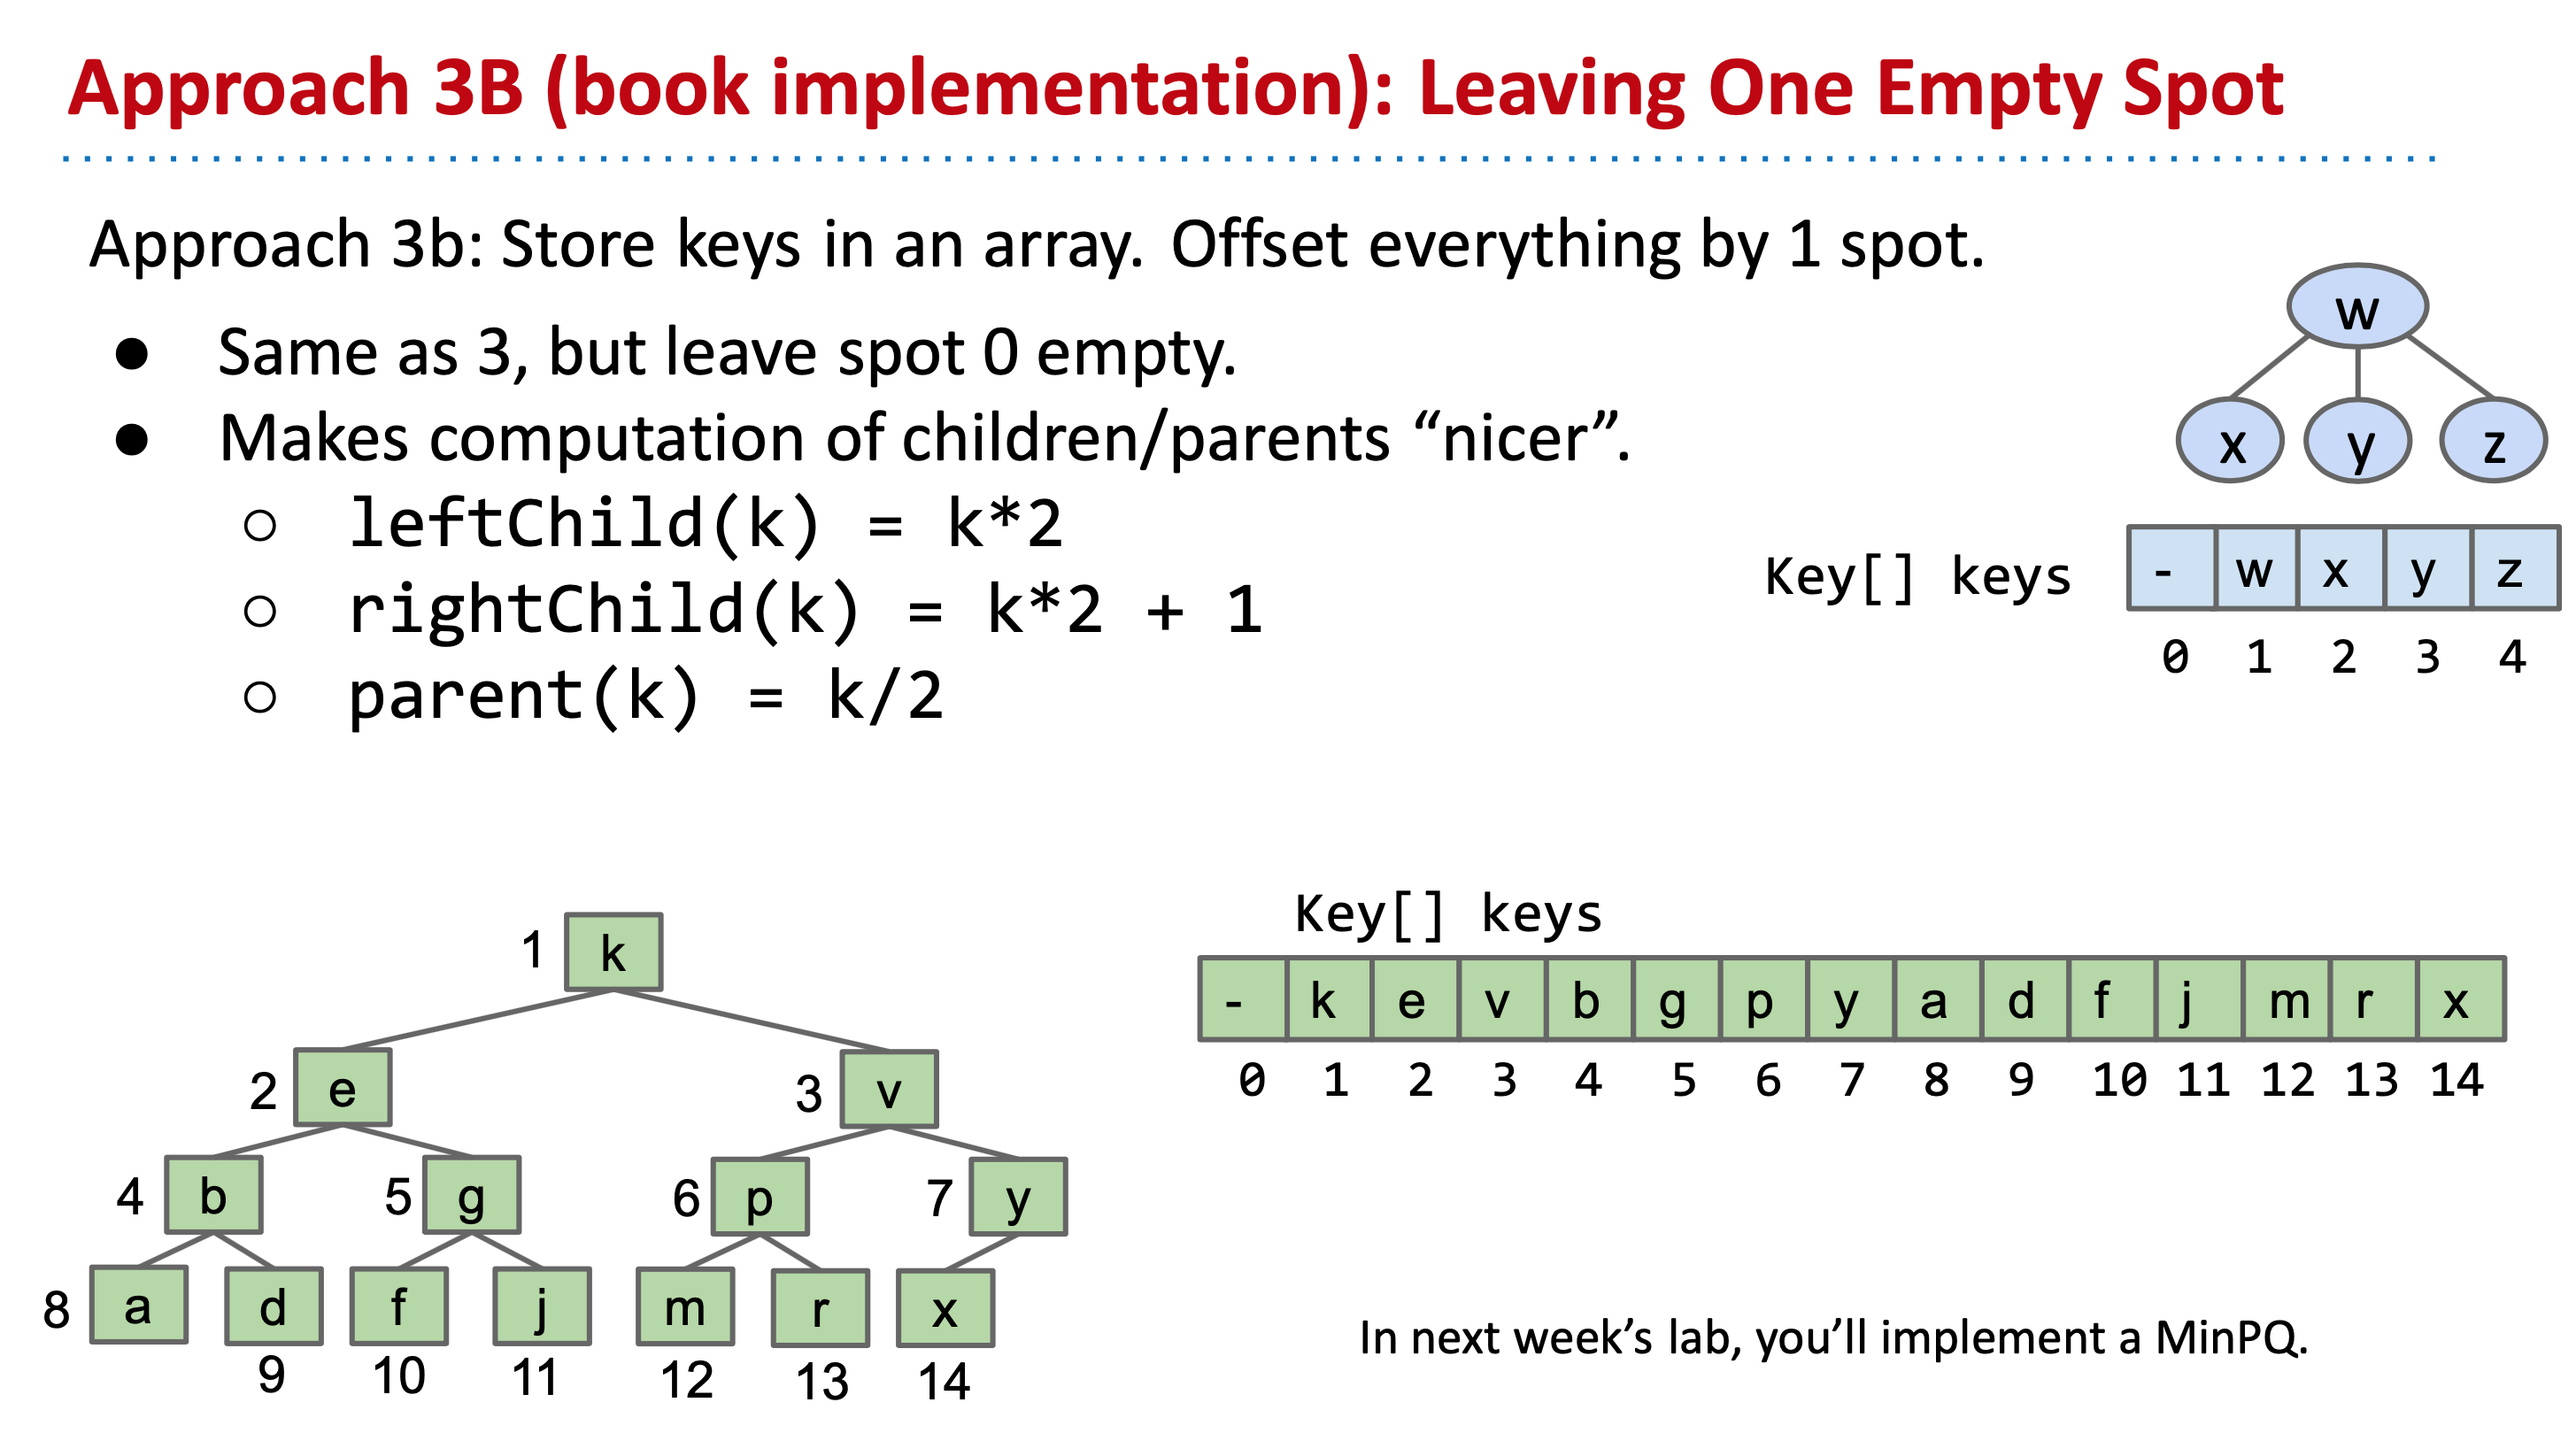 Approach 3B (book implementation): Leaving One Empty Spot
Approach 3b: Store keys in an array. Offset everything by 1 spot.
● Same as 3, but leave spot 0 empty.
● Makes computation of children/parents “nicer”.
○ leftChild(k) = k*2
○ rightChild(k) = k*2 + 1
○ parent(k) = k/2
w
x y z
Key[] keys
- w x y z
0 1 2 3 4
1 k
2 e 3 v
4 b 5 g 6 p 7 y
8 a d f j m r x
9 10 11 12 13 14
Key[] keys
- k e v b g p y a d f j m r x
0 1 2 3 4 5 6 7 8 9 10 11 12 13 14
In next week’s lab, you’ll implement a MinPQ.